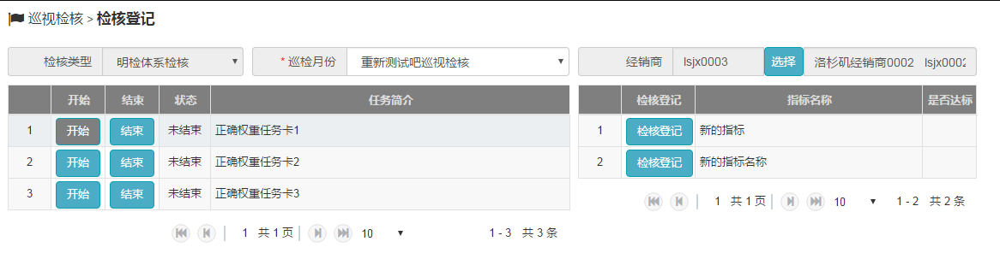 巡视检核 > 检核登记
检核类型 明检体系检核 * 巡检月份 重新测试吧巡视检核 经销商 lsjx0003 选择 洛杉矶经销商0002 lsjx0002
开始 结束 状态 任务简介
1 开始 结束 未结束 正确权重任务卡1
2 开始 结束 未结束 正确权重任务卡2
3 开始 结束 未结束 正确权重任务卡3
1 共 1 页 10 1 - 3 共 3 条
检核登记 指标名称 是否达标
1 检核登记 新的指标
2 检核登记 新的指标名称
1 共 1 页 10 1 - 2 共 2 条